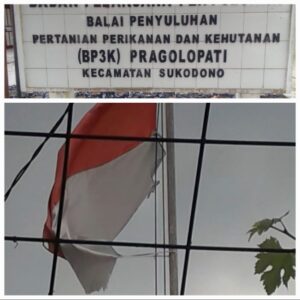 BALAI PENYULUHAN
PERTANIAN PERIKANAN DAN KEHUTANAN
(BP3K) PRAGOLOPATI
KECAMATAN SUKODONO